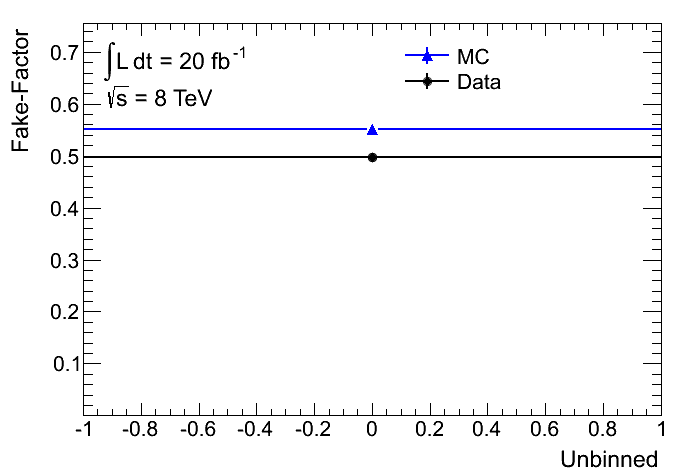 Fake-Factor
∫L dt = 20 fb⁻¹
√s = 8 TeV
MC
Data
0.7
0.6
0.5
0.4
0.3
0.2
0.1
-1 -0.8 -0.6 -0.4 -0.2 0 0.2 0.4 0.6 0.8 1
Unbinned